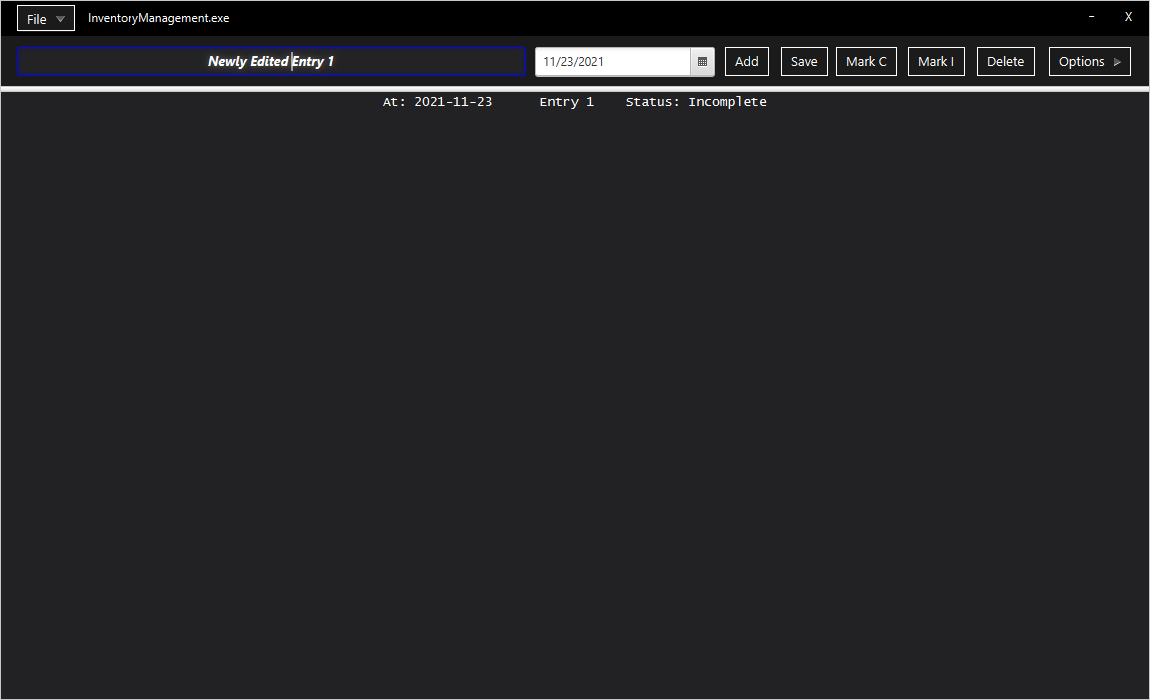 File InventoryManagement.exe – X
Newly Edited Entry 1 11/23/2021 Add Save Mark C Mark I Delete Options
At: 2021-11-23 Entry 1 Status: Incomplete